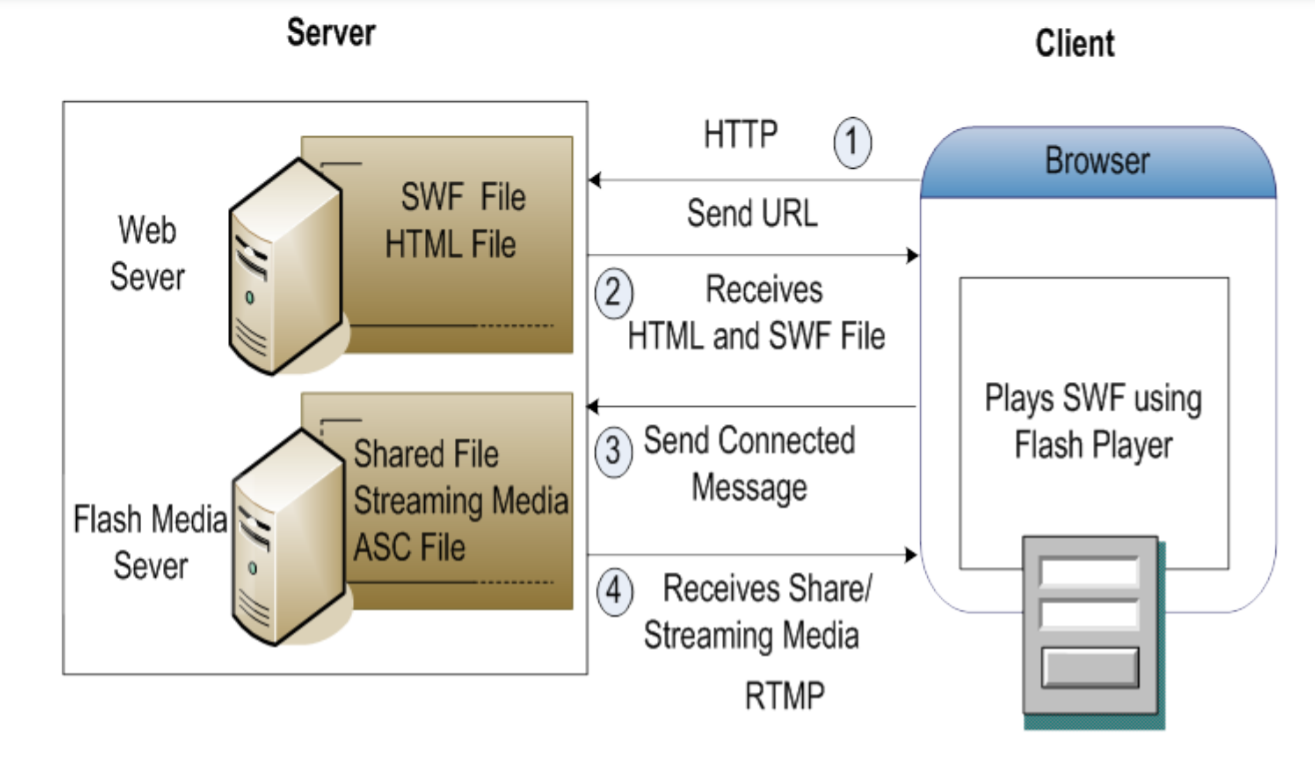 Server
Client
Web
Sever
SWF File
HTML File
Flash Media
Sever
Shared File
Streaming Media
ASC File
HTTP
1
Send URL
2
Receives
HTML and SWF File
3
Send Connected
Message
4
Receives Share/
Streaming Media
RTMP
Browser
Plays SWF using
Flash Player